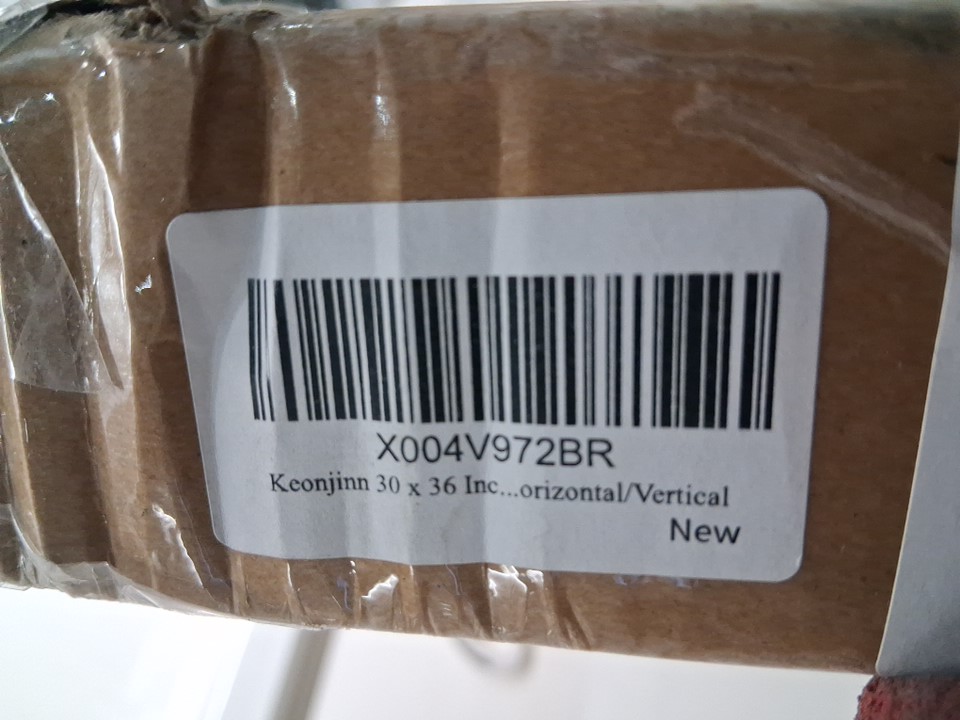 X004V972BR
Keonjinn 30 x 36 Inc...orizontal/Vertical
New